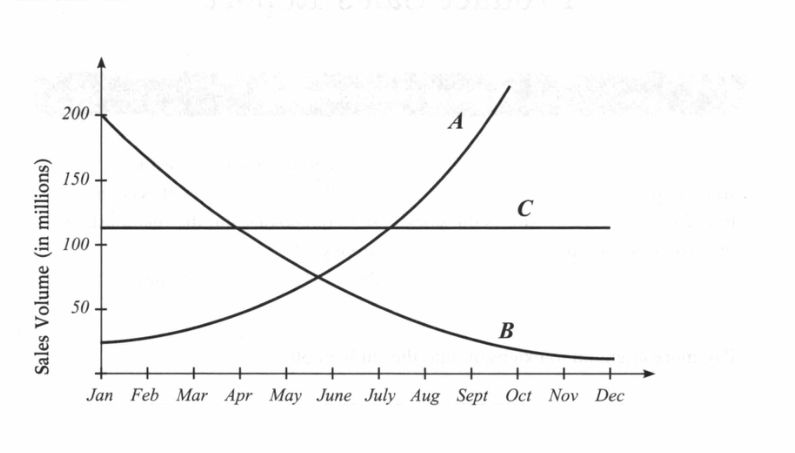 200
150
100
50
Sales Volume (in millions)
A
C
B
Jan Feb Mar Apr May June July Aug Sept Oct Nov Dec